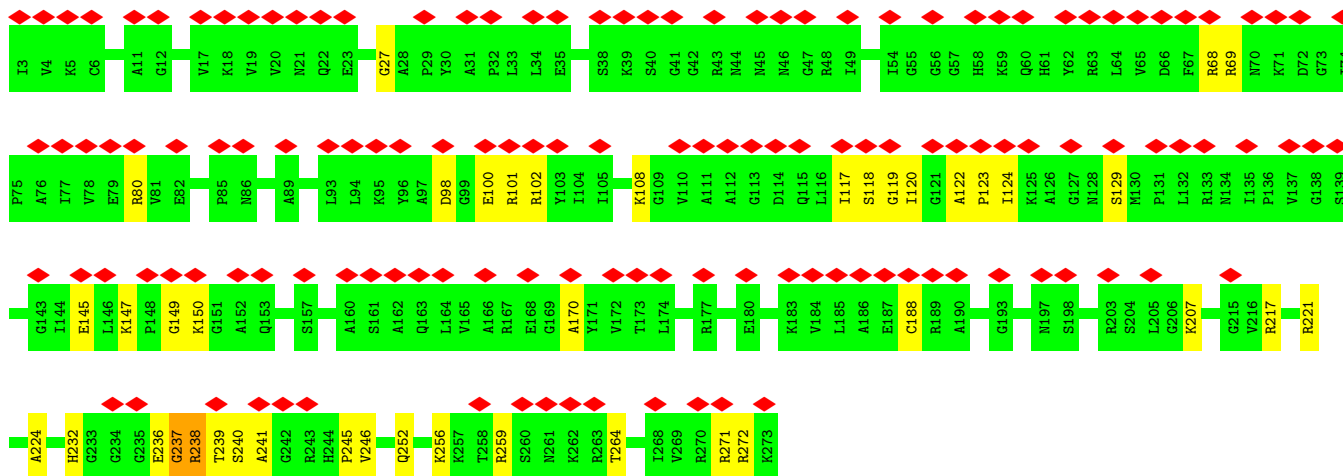 I3 V4 K5 C6 A11 G12 V17 K18 V19 V20 N21 Q22 E23 G27 A28 P29 Y30 A31 P32 L33 L34 E35 S38 K39 S40 G41 G42 R43 N44 N45 N46 G47 R48 I49 I54 G55 G56 G57 H58 K59 Q60 H61 Y62 R63 L64 V65 D66 F67 R68 R69 N70 K71 D72 G73
P75 A76 I77 V78 E79 R80 V81 E82 P85 N86 A89 L93 L94 K95 Y96 A97 D98 G99 E100 R101 R102 Y103 I104 I105 K108 G109 V110 A111 A112 G113 D114 Q115 L116 I117 S118 G119 I120 G121 A122 P123 I124 K125 A126 G127 N128 S129 M130 P131 L132 R133 N134 I135 P136 V137 G138 S139
G143 I144 E145 L146 K147 P148 G149 K150 G151 A152 Q153 S157 A160 S161 A162 Q163 L164 V165 A166 R167 E168 G169 A170 Y171 V172 T173 L174 R177 E180 K183 V184 L185 A186 E187 C188 R189 A190 G193 N197 S198 R203 S204 L205 G206 K207 G215 V216 R217 R221
A224 H232 G233 G234 G235 E236 G237 R238 T239 S240 A241 G242 R243 H244 P245 V246 Q252 K256 K257 T258 R259 S260 N261 K262 R263 T264 I268 V269 R270 R271 R272 K273